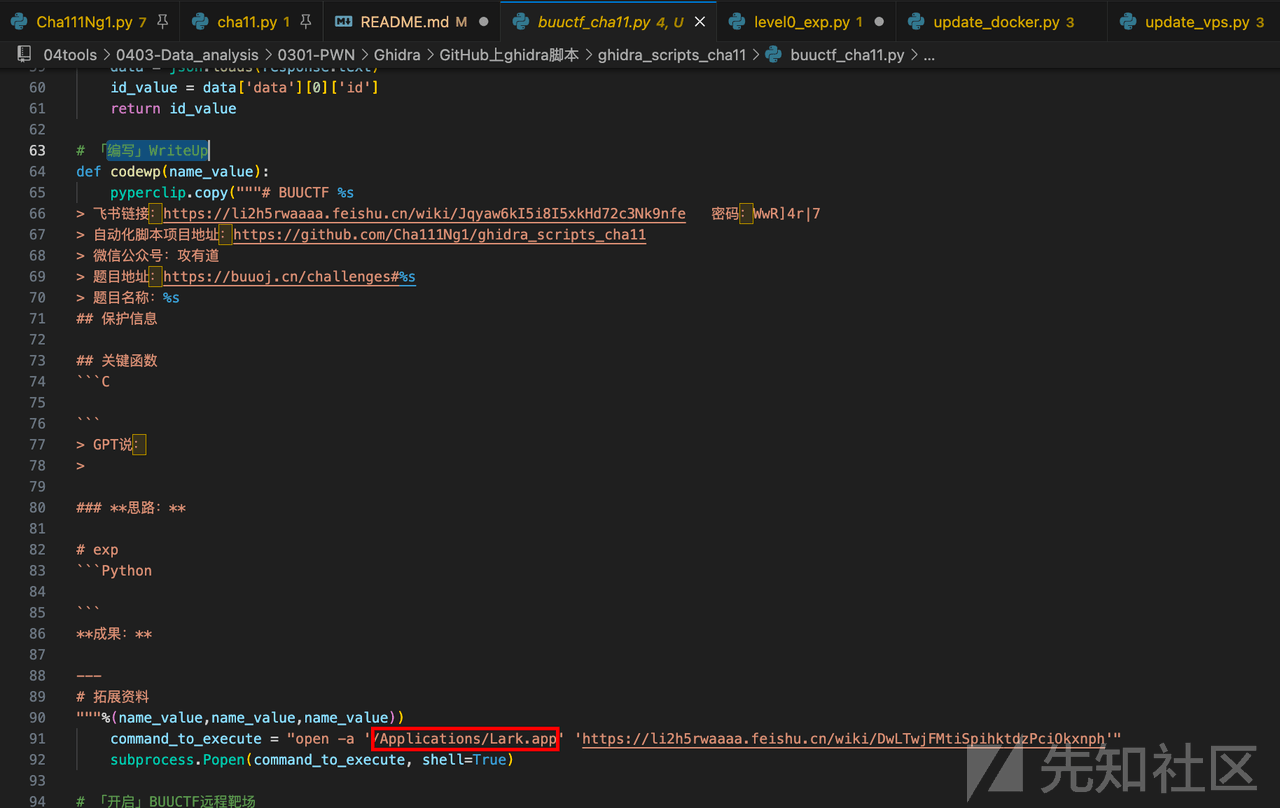 Cha111Ng1.py 7 cha11.py 1 README.md M buuctf_cha11.py 4, U level0_exp.py 1 update_docker.py 3 update_vps.py 3
04tools > 0403-Data_analysis > 0301-PWN > Ghidra > GitHub上ghidra脚本 > ghidra_scripts_cha11 > buuctf_cha11.py > ...
59 data = json.loads(response.text)
60 id_value = data['data'][0]['id']
61 return id_value
62
63 # 「编写」WriteUp
64 def codewp(name_value):
65 pyperclip.copy("""# BUUCTF %s
66 > 飞书链接：https://li2h5rwaaaa.feishu.cn/wiki/Jqyaw6kI5i8I5xkHd72c3Nk9nfe 密码：WwR]4r|7
67 > 自动化脚本项目地址：https://github.com/Cha111Ng1/ghidra_scripts_cha11
68 > 微信公众号: 攻有道
69 > 题目地址：https://buuoj.cn/challenges#%s
70 > 题目名称: %s
71 ## 保护信息
72
73 ## 关键函数
74 ```C
75
76 ```
77 > GPT说：
78 >
79
80 ### **思路: **
81
82 # exp
83 ```Python
84
85 ```
86 **成果: **
87
88 ---
89 # 拓展资料
90 """%(name_value,name_value,name_value))
91 command_to_execute = "open -a '/Applications/Lark.app' 'https://li2h5rwaaaa.feishu.cn/wiki/DwLTwjFMtiSpihktdzPciOkxnph'"
92 subprocess.Popen(command_to_execute, shell=True)
93
94 # 「开启」BUUCTF远程靶场
先知社区